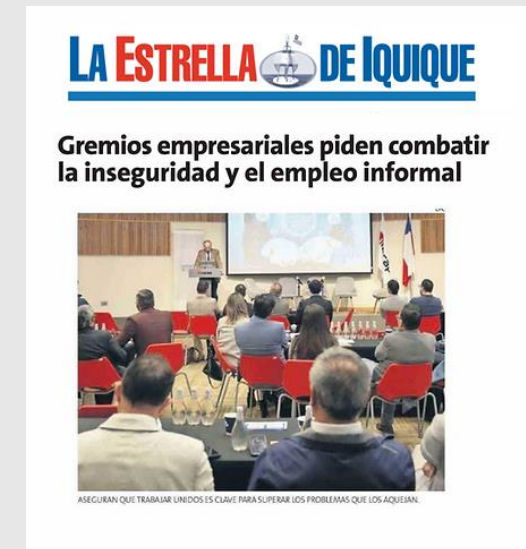 LA ESTRELLA DE IQUIQUE
Gremios empresariales piden combatir
la inseguridad y el empleo informal
ASEGURAN QUE TRABAJAR UNIDOS ES CLAVE PARA SUPERAR LOS PROBLEMAS QUE LOS AQUEJAN.